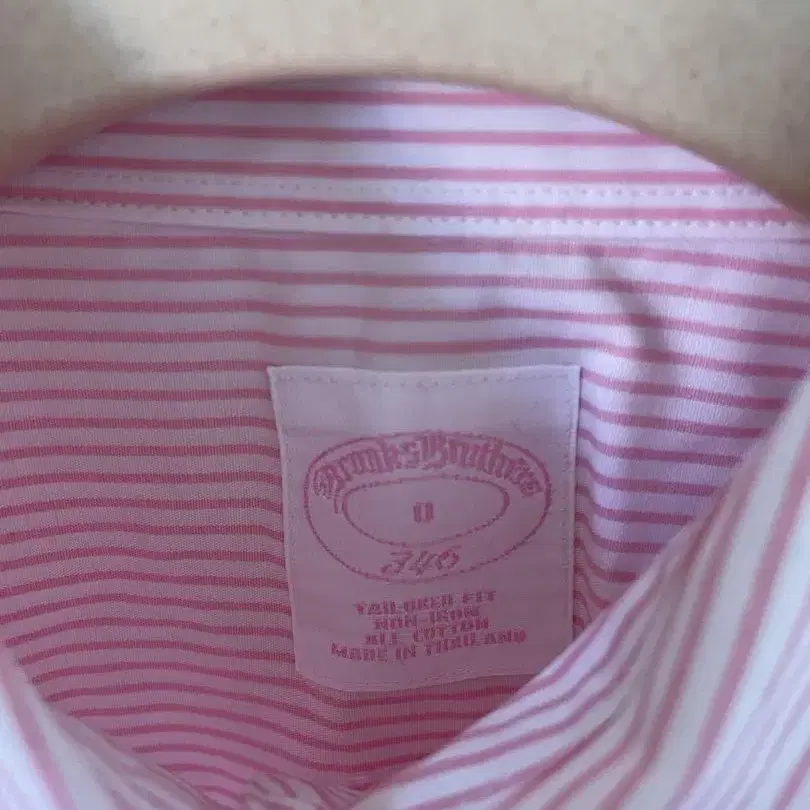 Brooks Brothers
0
346
TAILORED FIT
NON-IRON
ALL COTTON
MADE IN THAILAND